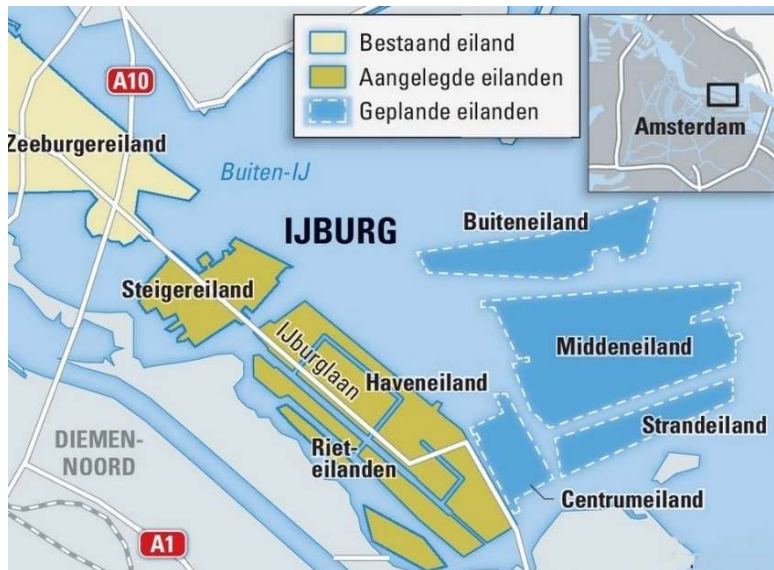 Bestaand eiland
Aangelegde eilanden
Geplande eilanden
Amsterdam
A10
Zeeburgereiland
Buiten-IJ
IJBURG
Buiteneiland
Steigereiland
IJburglaan
Haveneiland
Middeneiland
Strandeiland
DIEMEN-
NOORD
Riet-
eilanden
Centrumeiland
A1